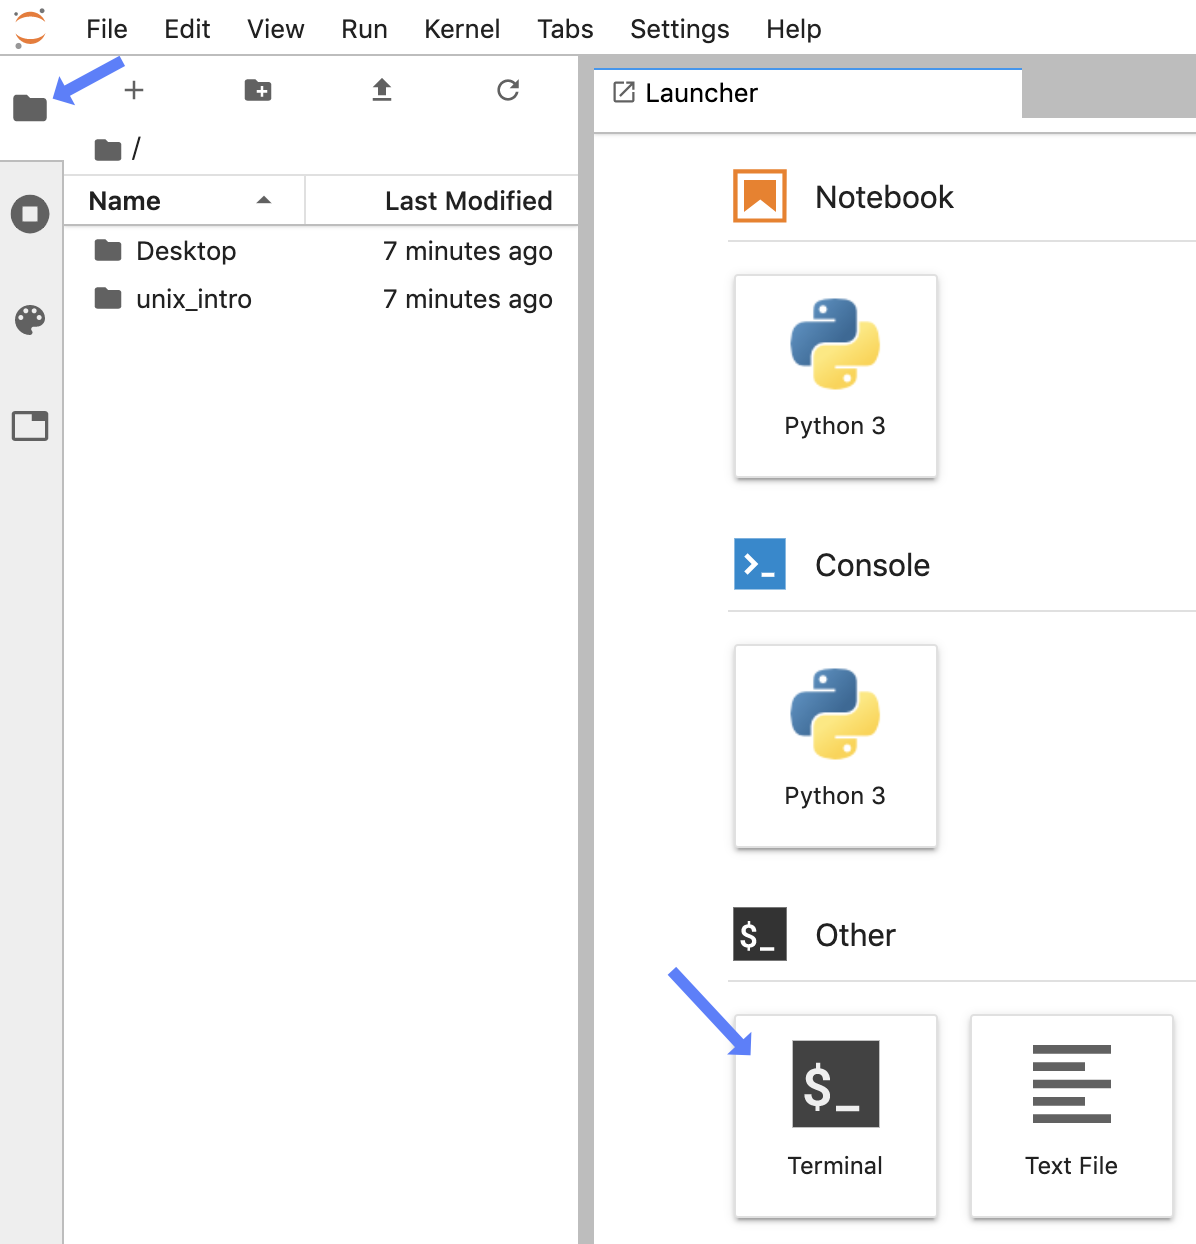 File Edit View Run Kernel Tabs Settings Help
/
Name Last Modified
Desktop 7 minutes ago
unix_intro 7 minutes ago
Launcher
Notebook
Python 3
Console
Python 3
$_ Other
$_
Terminal
Text File